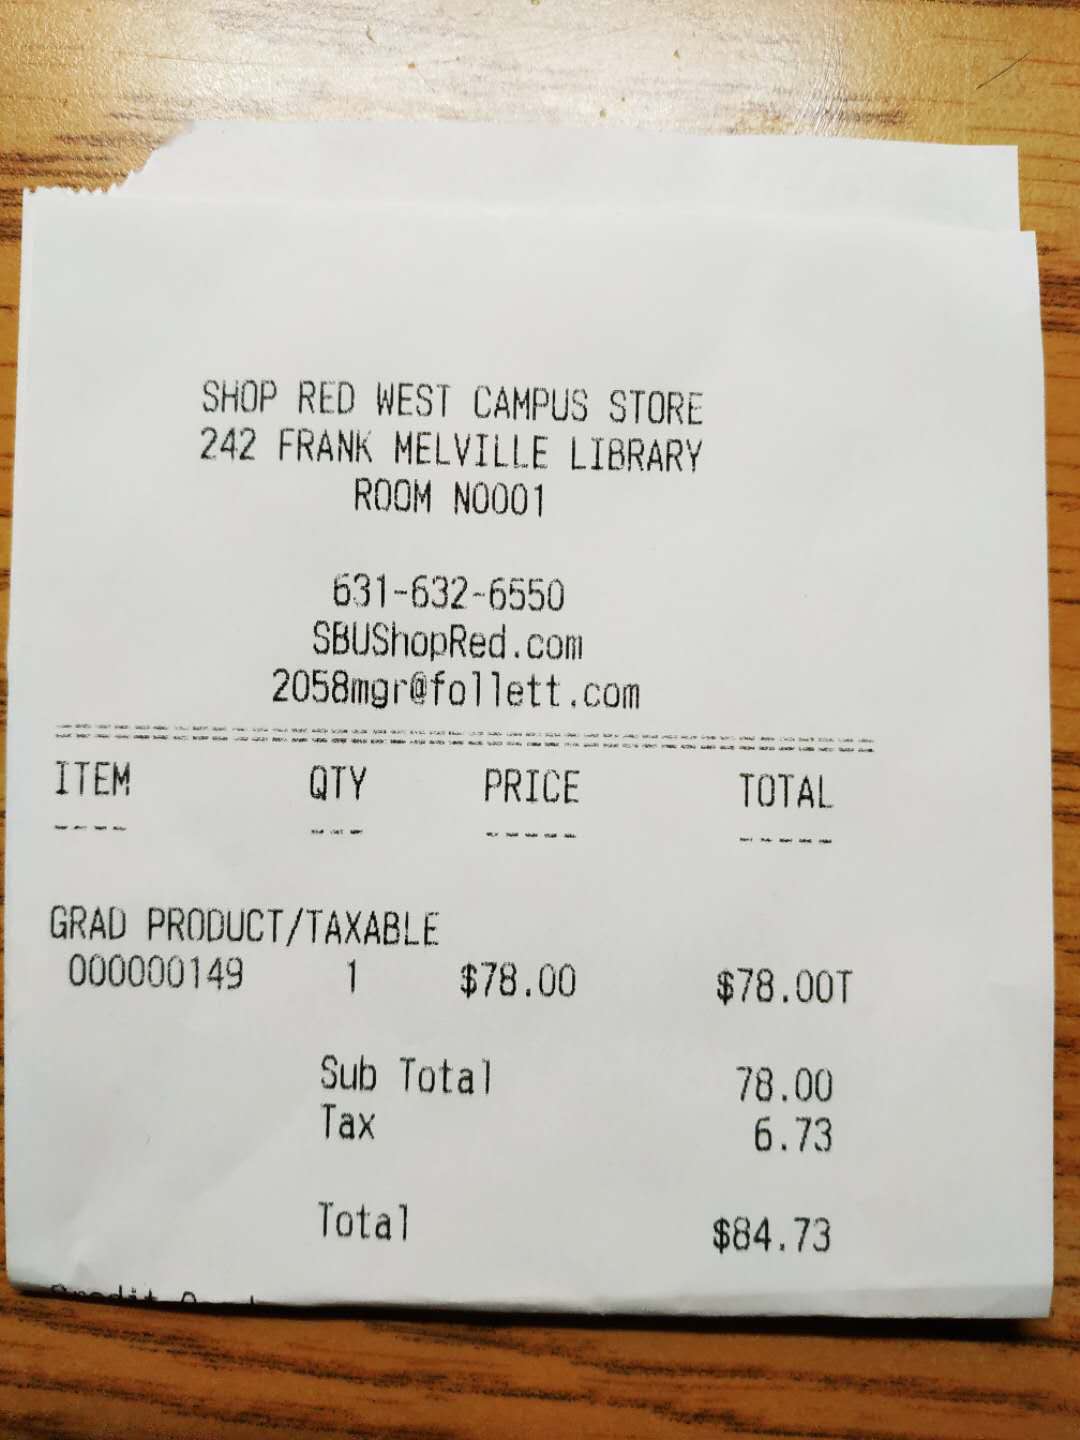 SHOP RED WEST CAMPUS STORE
242 FRANK MELVILLE LIBRARY
ROOM N0001
631-632-6550
SBUShopRed.com
2058mgr@follett.com
ITEM QTY PRICE TOTAL
GRAD PRODUCT/TAXABLE
000000149 1 $78.00 $78.00T
Sub Total 78.00
Tax 6.73
Total $84.73